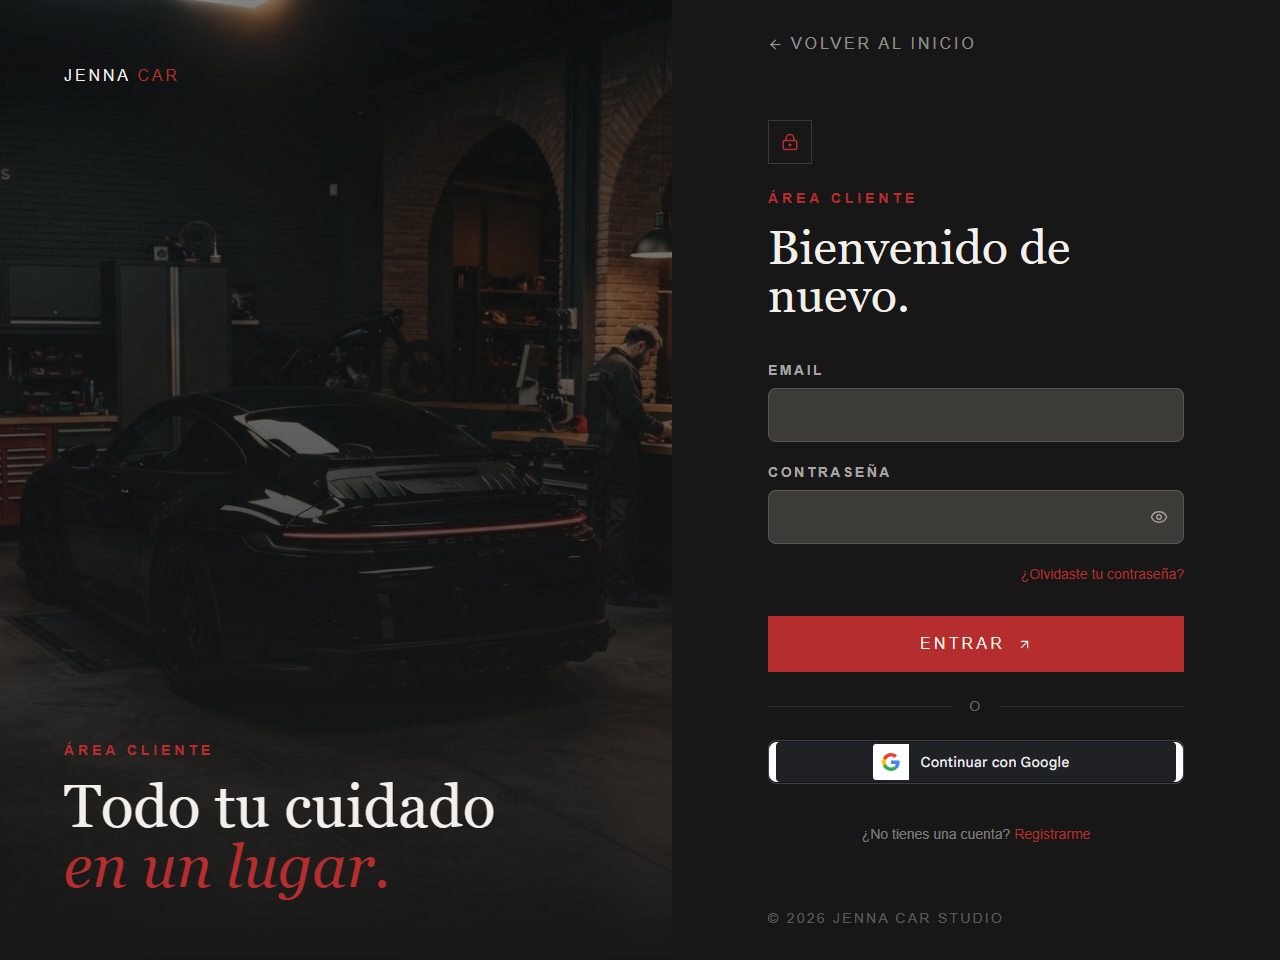 JENNA CAR
S
PORSCHE
ÁREA CLIENTE
Todo tu cuidado
en un lugar.
← VOLVER AL INICIO
ÁREA CLIENTE
Bienvenido de
nuevo.
EMAIL
CONTRASEÑA
¿Olvidaste tu contraseña?
ENTRAR
O
Continuar con Google
¿No tienes una cuenta? Registrarme
© 2026 JENNA CAR STUDIO